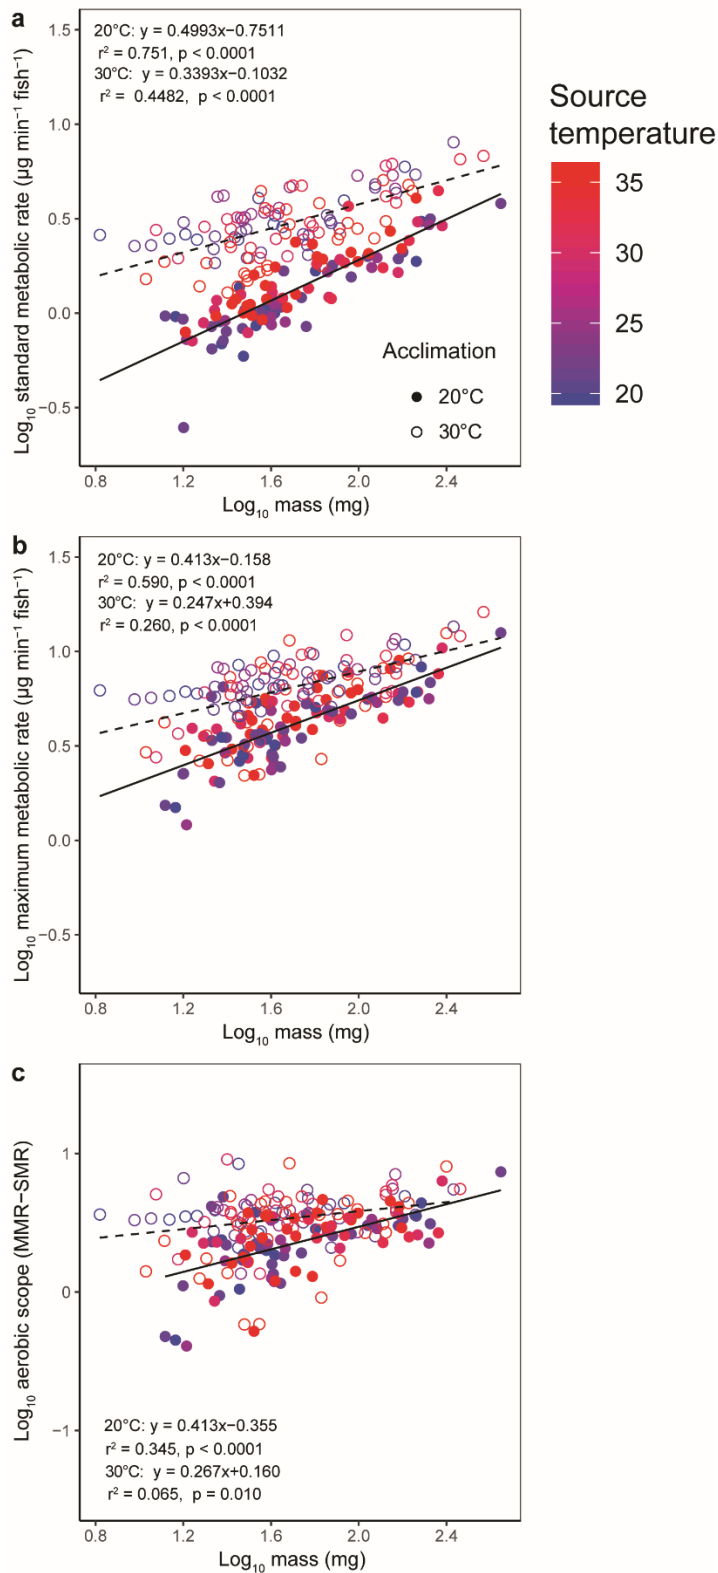 a
Log₁₀ standard metabolic rate (µg min⁻¹ fish⁻¹)
1.5
1.0
0.5
0.0
−0.5
20°C: y = 0.4993x−0.7511
r² = 0.751, p < 0.0001
30°C: y = 0.3393x−0.1032
r² = 0.4482, p < 0.0001
Acclimation
20°C
30°C
0.8 1.2 1.6 2.0 2.4
Log₁₀ mass (mg)
Source
temperature
35
30
25
20
b
Log₁₀ maximum metabolic rate (µg min⁻¹ fish⁻¹)
1.5
1.0
0.5
0.0
−0.5
20°C: y = 0.413x−0.158
r² = 0.590, p < 0.0001
30°C: y = 0.247x+0.394
r² = 0.260, p < 0.0001
0.8 1.2 1.6 2.0 2.4
Log₁₀ mass (mg)
c
Log₁₀ aerobic scope (MMR−SMR)
1
0
−1
20°C: y = 0.413x−0.355
r² = 0.345, p < 0.0001
30°C: y = 0.267x+0.160
r² = 0.065, p = 0.010
0.8 1.2 1.6 2.0 2.4
Log₁₀ mass (mg)